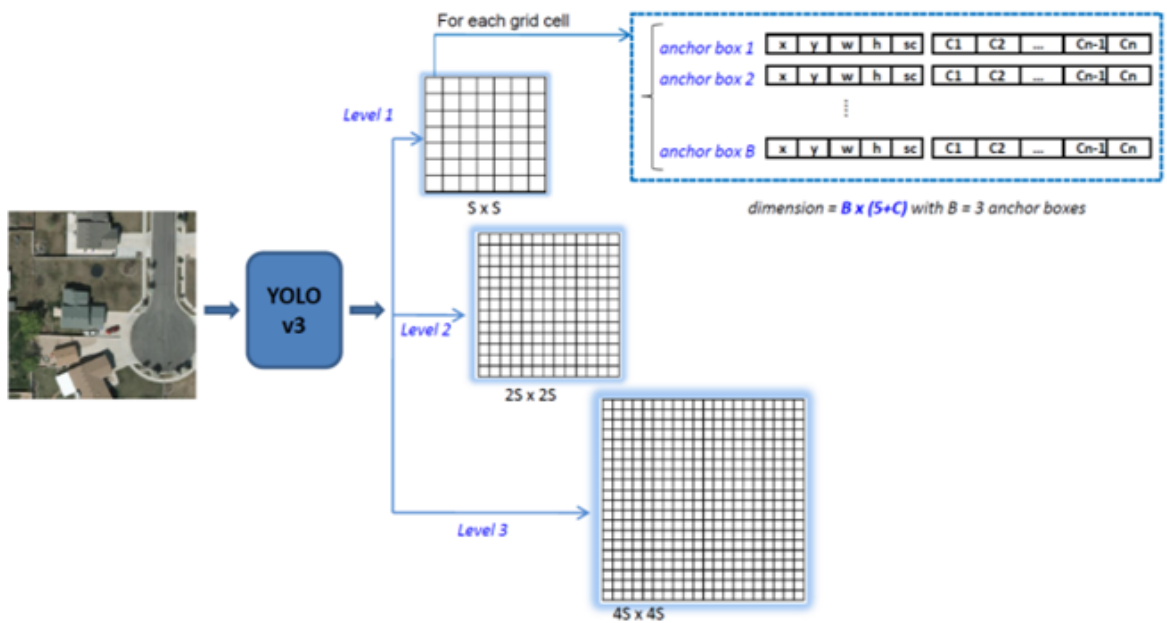 For each grid cell
anchor box 1 x y w h sc C1 C2 ... Cn-1 Cn
anchor box 2 x y w h sc C1 C2 ... Cn-1 Cn
anchor box B x y w h sc C1 C2 ... Cn-1 Cn
dimension = B x (5+C) with B = 3 anchor boxes
Level 1
S x S
YOLO
v3
Level 2
2S x 2S
Level 3
4S x 4S